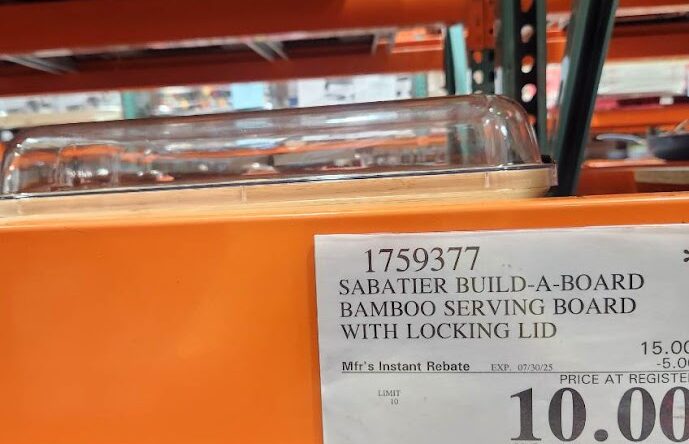 1759377
SABATIER BUILD-A-BOARD
BAMBOO SERVING BOARD
WITH LOCKING LID
15.00
Mfr's Instant Rebate EXP. 07/30/25 -5.00
PRICE AT REGISTE
LIMIT
10
10.00